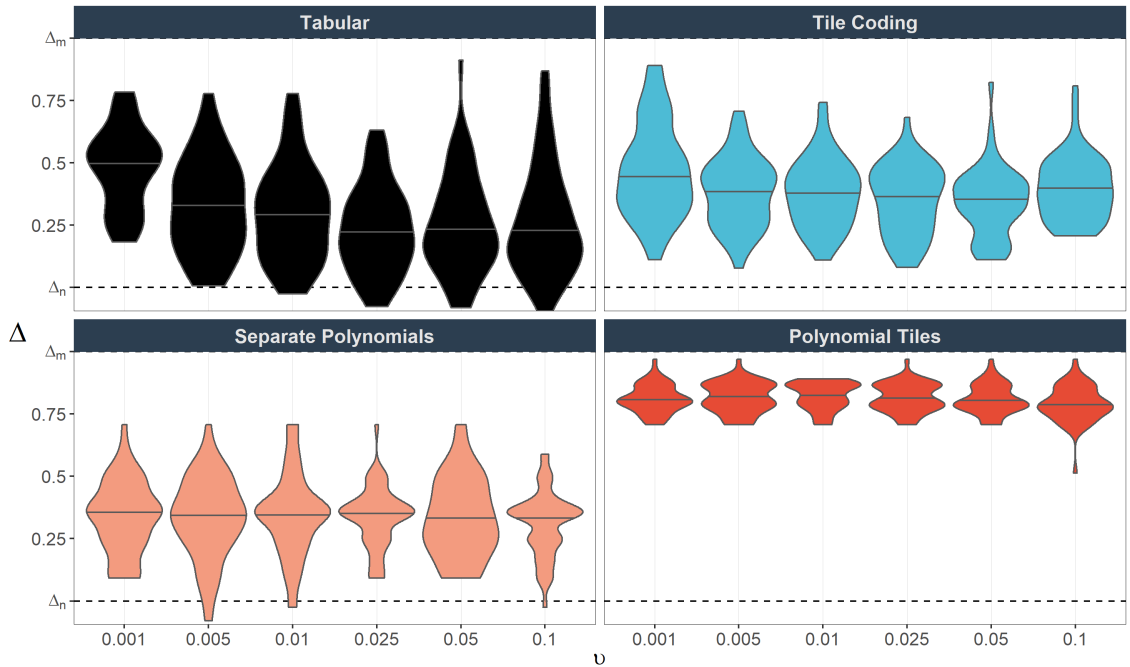 Tabular
Tile Coding
Δm
0.75
0.5
0.25
Δn
Δ
Separate Polynomials
Polynomial Tiles
Δm
0.75
0.5
0.25
Δn
0.001 0.005 0.01 0.025 0.05 0.1
0.001 0.005 0.01 0.025 0.05 0.1
υ